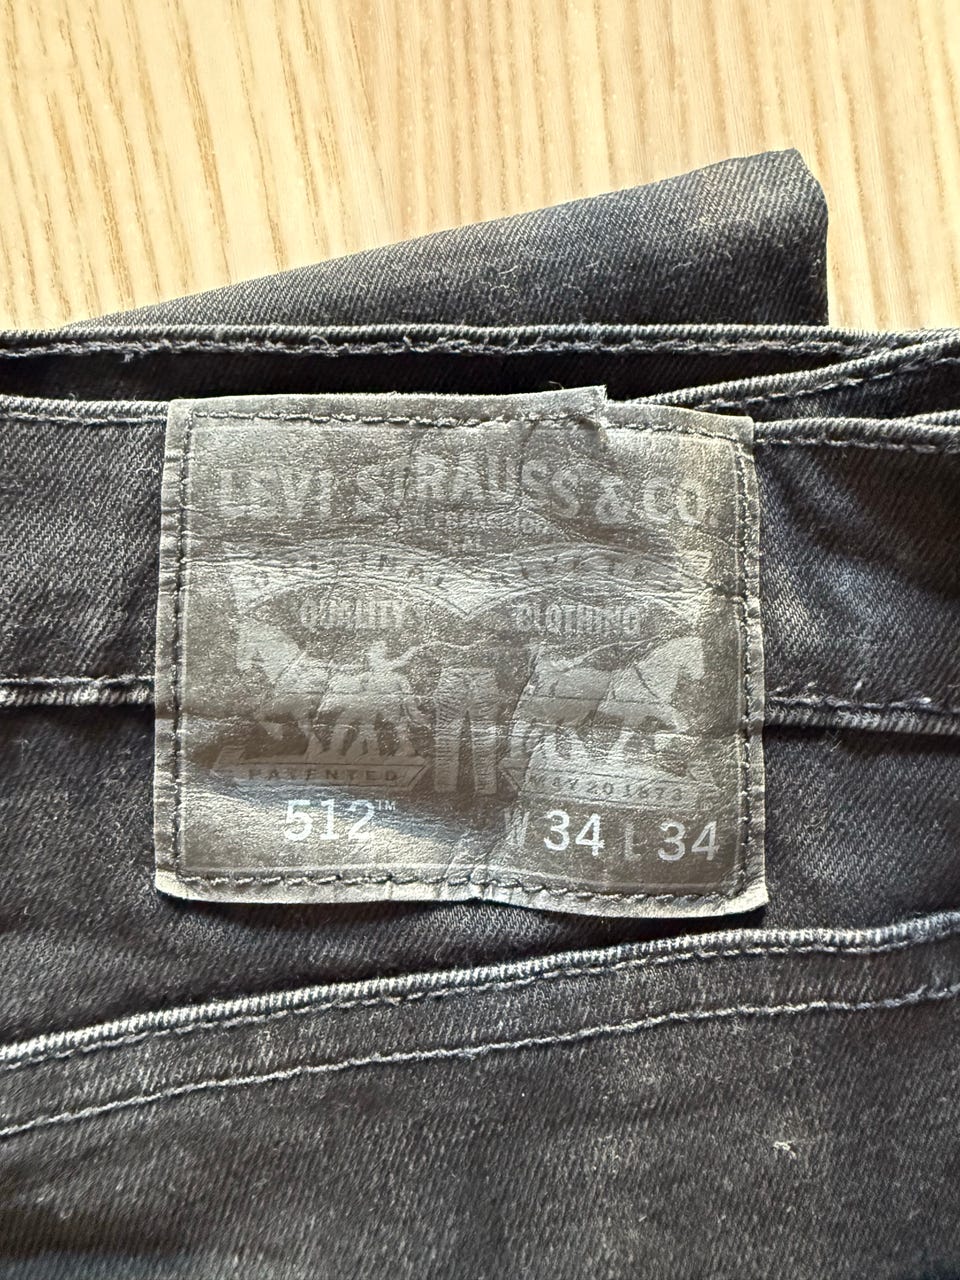 LEVI STRAUSS & CO.
QUALITY CLOTHING
PATENTED MAY 20 1873
512™ W 34 L 34